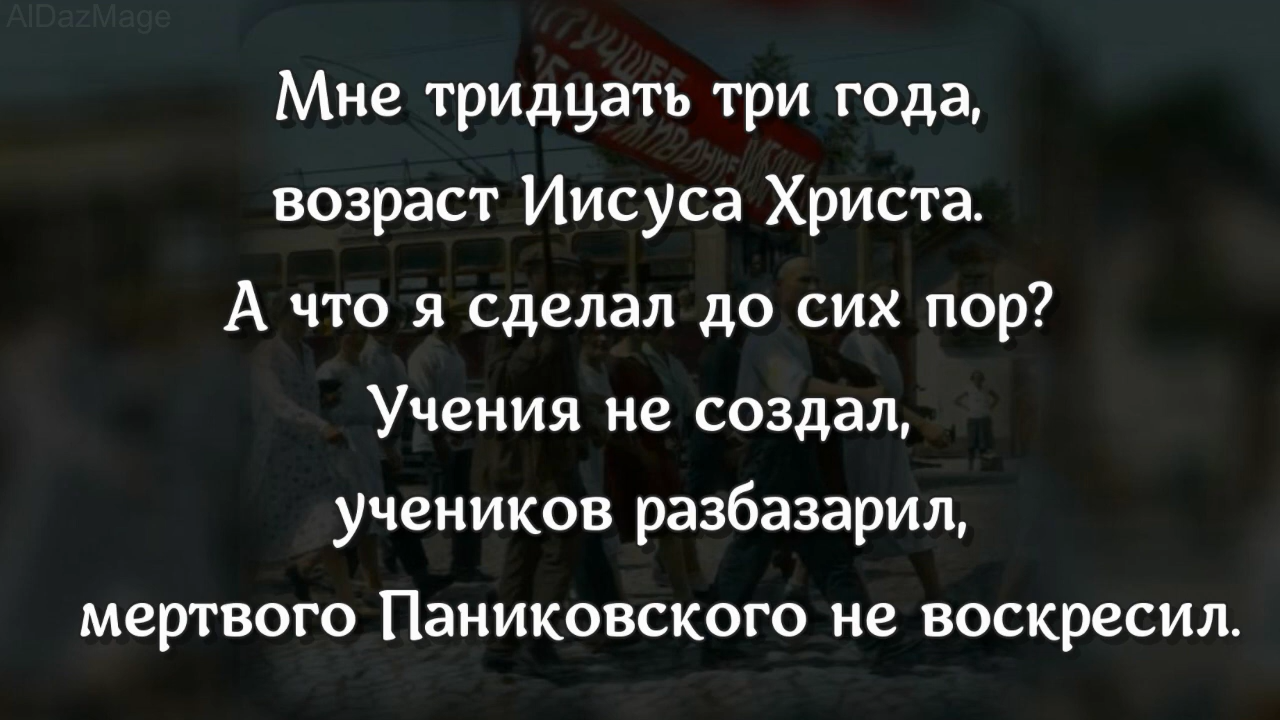 AlDazMage
Мне тридцать три года,
возраст Иисуса Христа.
А что я сделал до сих пор?
Учения не создал,
учеников разбазарил,
мертвого Паниковского не воскресил.